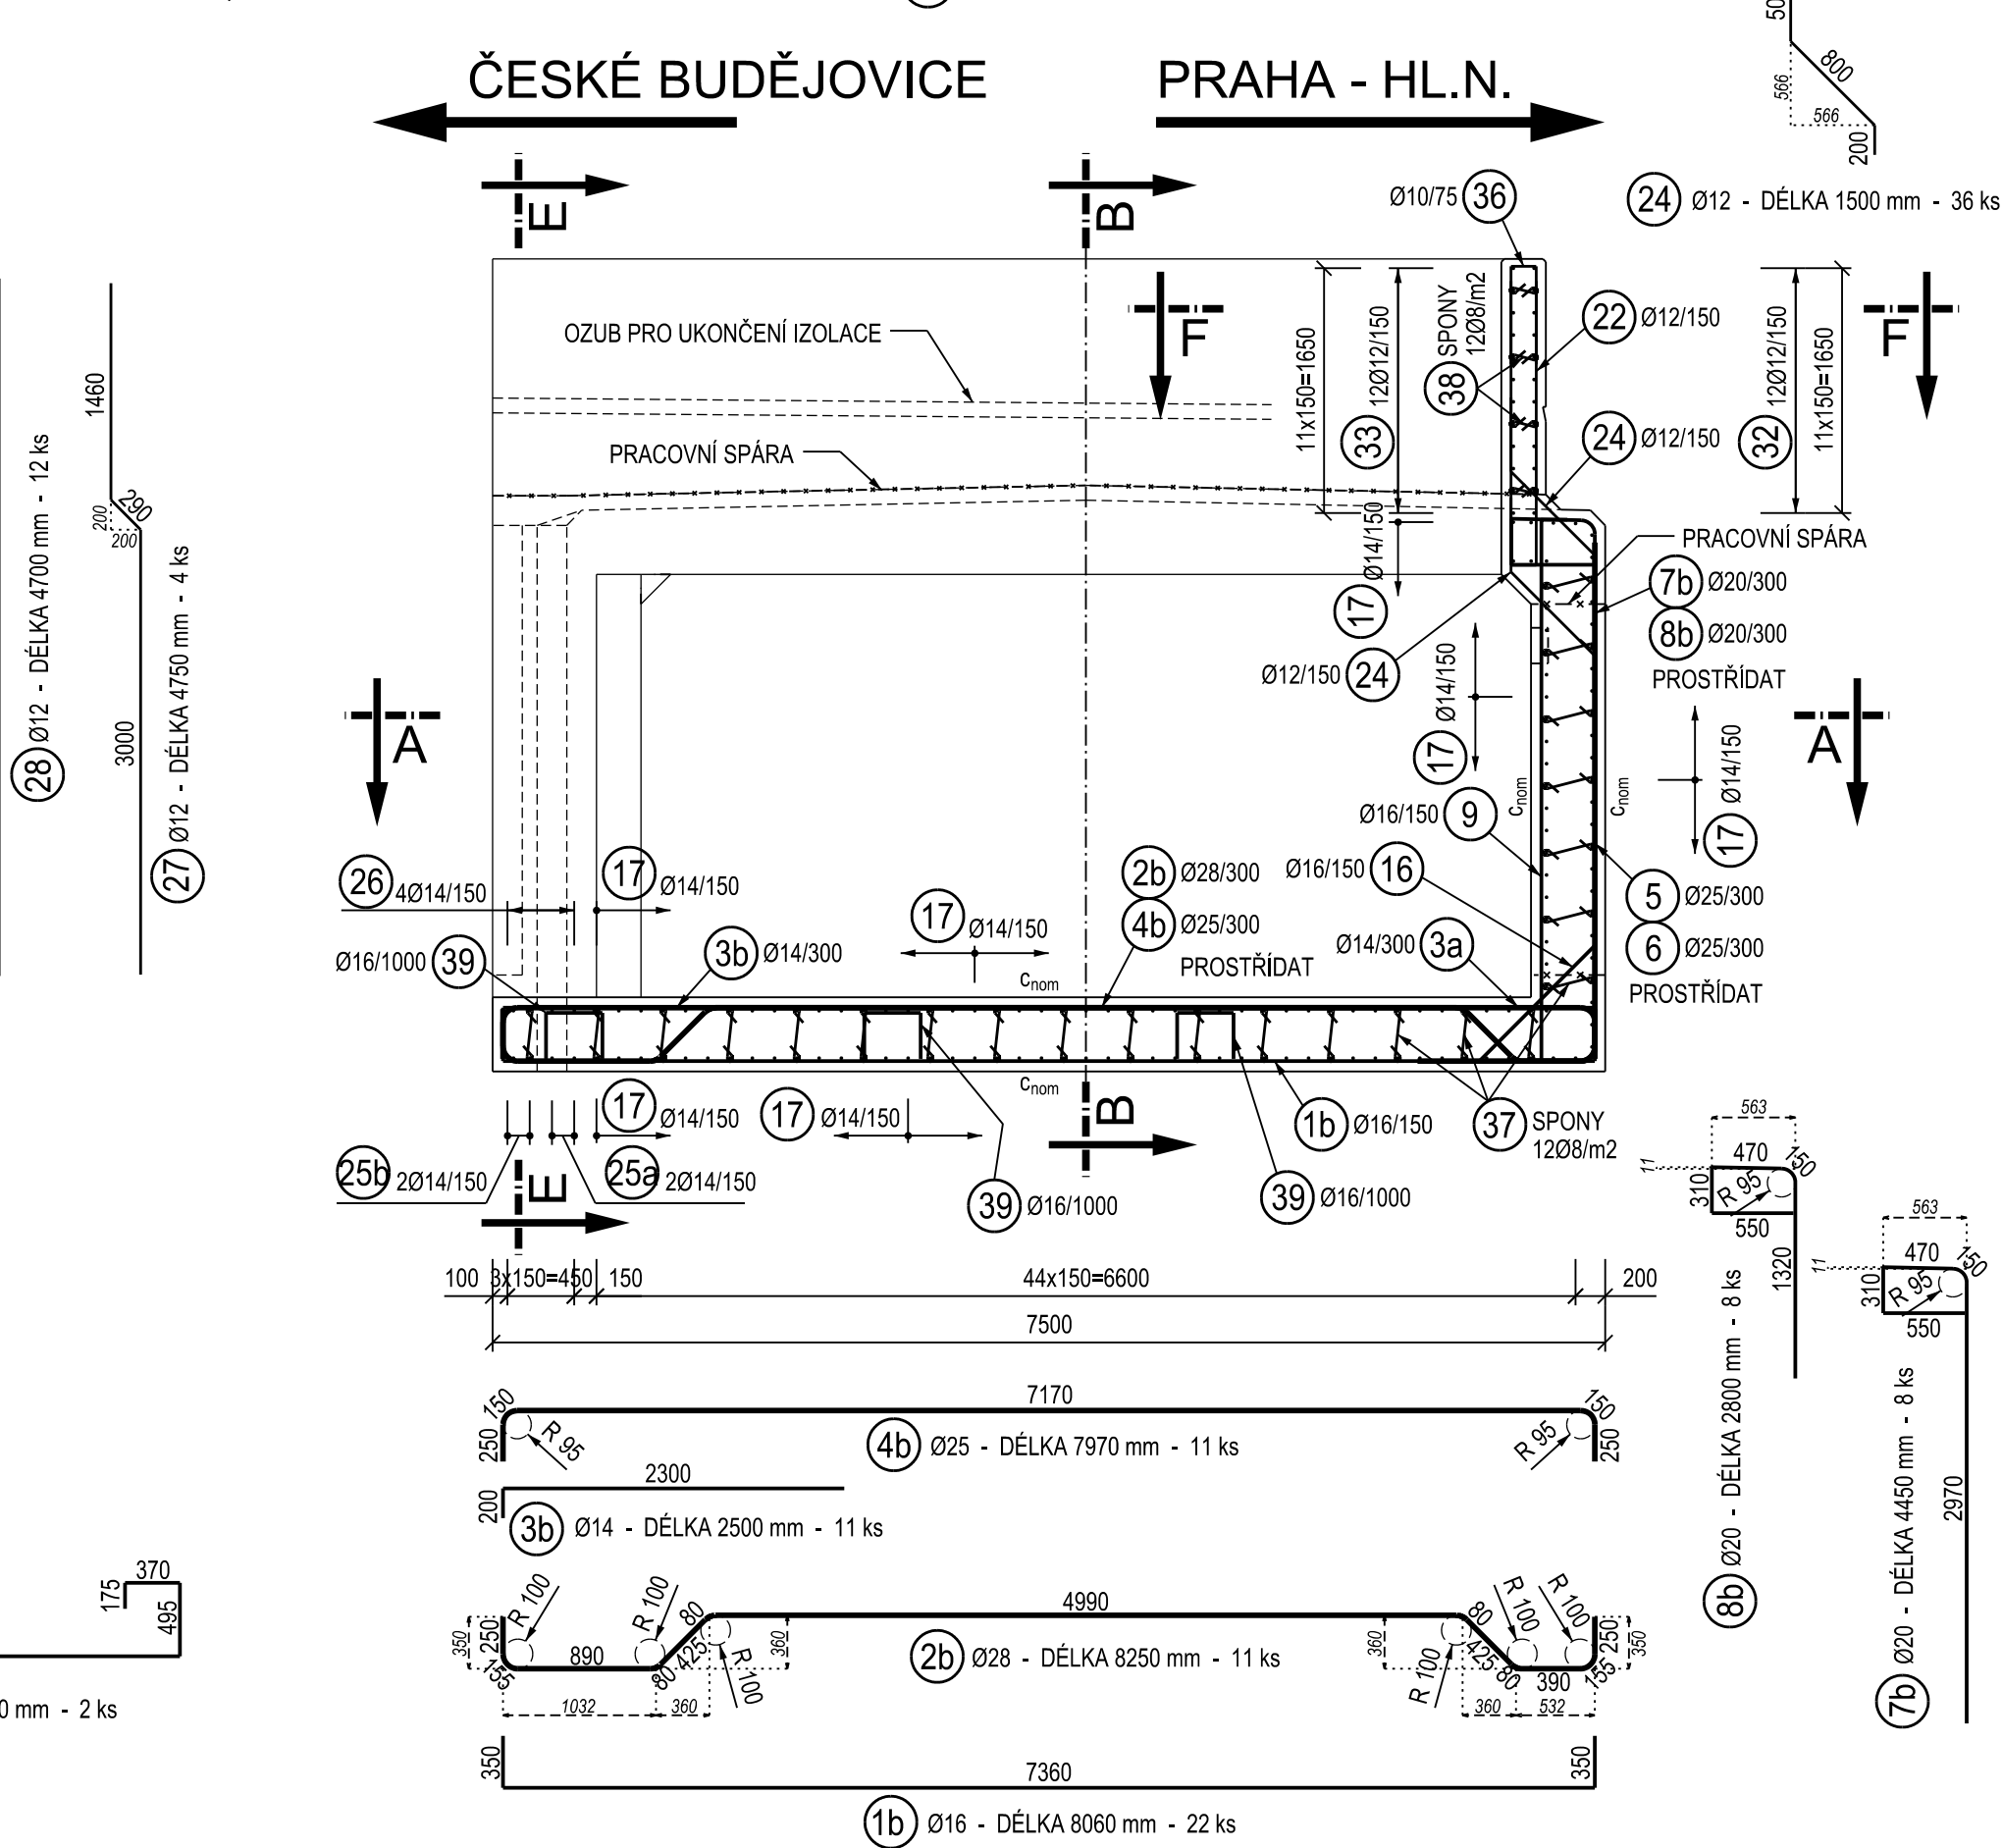 ČESKÉ BUDĚJOVICE
PRAHA - HL.N.
50
800
566
566
200
24 Ø12 - DÉLKA 1500 mm - 36 ks
E
B
Ø10/75 36
OZUB PRO UKONČENÍ IZOLACE
PRACOVNÍ SPÁRA
F
11x150=1650
33 12Ø12/150
38 SPONY
12Ø8/m2
22 Ø12/150
24 Ø12/150
32 12Ø12/150
11x150=1650
F
PRACOVNÍ SPÁRA
17 Ø14/150
7b Ø20/300
8b Ø20/300
PROSTŘÍDAT
Ø12/150 24
17 Ø14/150
1460
290
200
200
3000
28 Ø12 - DÉLKA 4700 mm - 12 ks
27 Ø12 - DÉLKA 4750 mm - 4 ks
A
A
cnom
cnom
17 Ø14/150
Ø16/150 9
Ø16/150 16
26 4Ø14/150
17 Ø14/150
2b Ø28/300
4b Ø25/300
PROSTŘÍDAT
17 Ø14/150
5 Ø25/300
6 Ø25/300
PROSTŘÍDAT
Ø16/1000 39
3b Ø14/300
Ø14/300 3a
cnom
cnom
17 Ø14/150
17 Ø14/150
B
1b Ø16/150
37 SPONY
12Ø8/m2
25b 2Ø14/150
25a 2Ø14/150
E
39 Ø16/1000
39 Ø16/1000
100 3x150=450 150 44x150=6600 200
7500
563
470
150
11
310
R 95
550
1320
8b Ø20 - DÉLKA 2800 mm - 8 ks
563
470
150
11
310
R 95
550
2970
7b Ø20 - DÉLKA 4450 mm - 8 ks
7170
150
250
R 95
R 95
150
250
4b Ø25 - DÉLKA 7970 mm - 11 ks
2300
200
3b Ø14 - DÉLKA 2500 mm - 11 ks
370
175
495
0 mm - 2 ks
4990
350
250
155
R 100
890
R 100
80
425
80
R 100
360
1032
360
2b Ø28 - DÉLKA 8250 mm - 11 ks
360
R 100
80
425
80
R 100
R 100
390
155
250
350
360
532
350
7360
350
1b Ø16 - DÉLKA 8060 mm - 22 ks